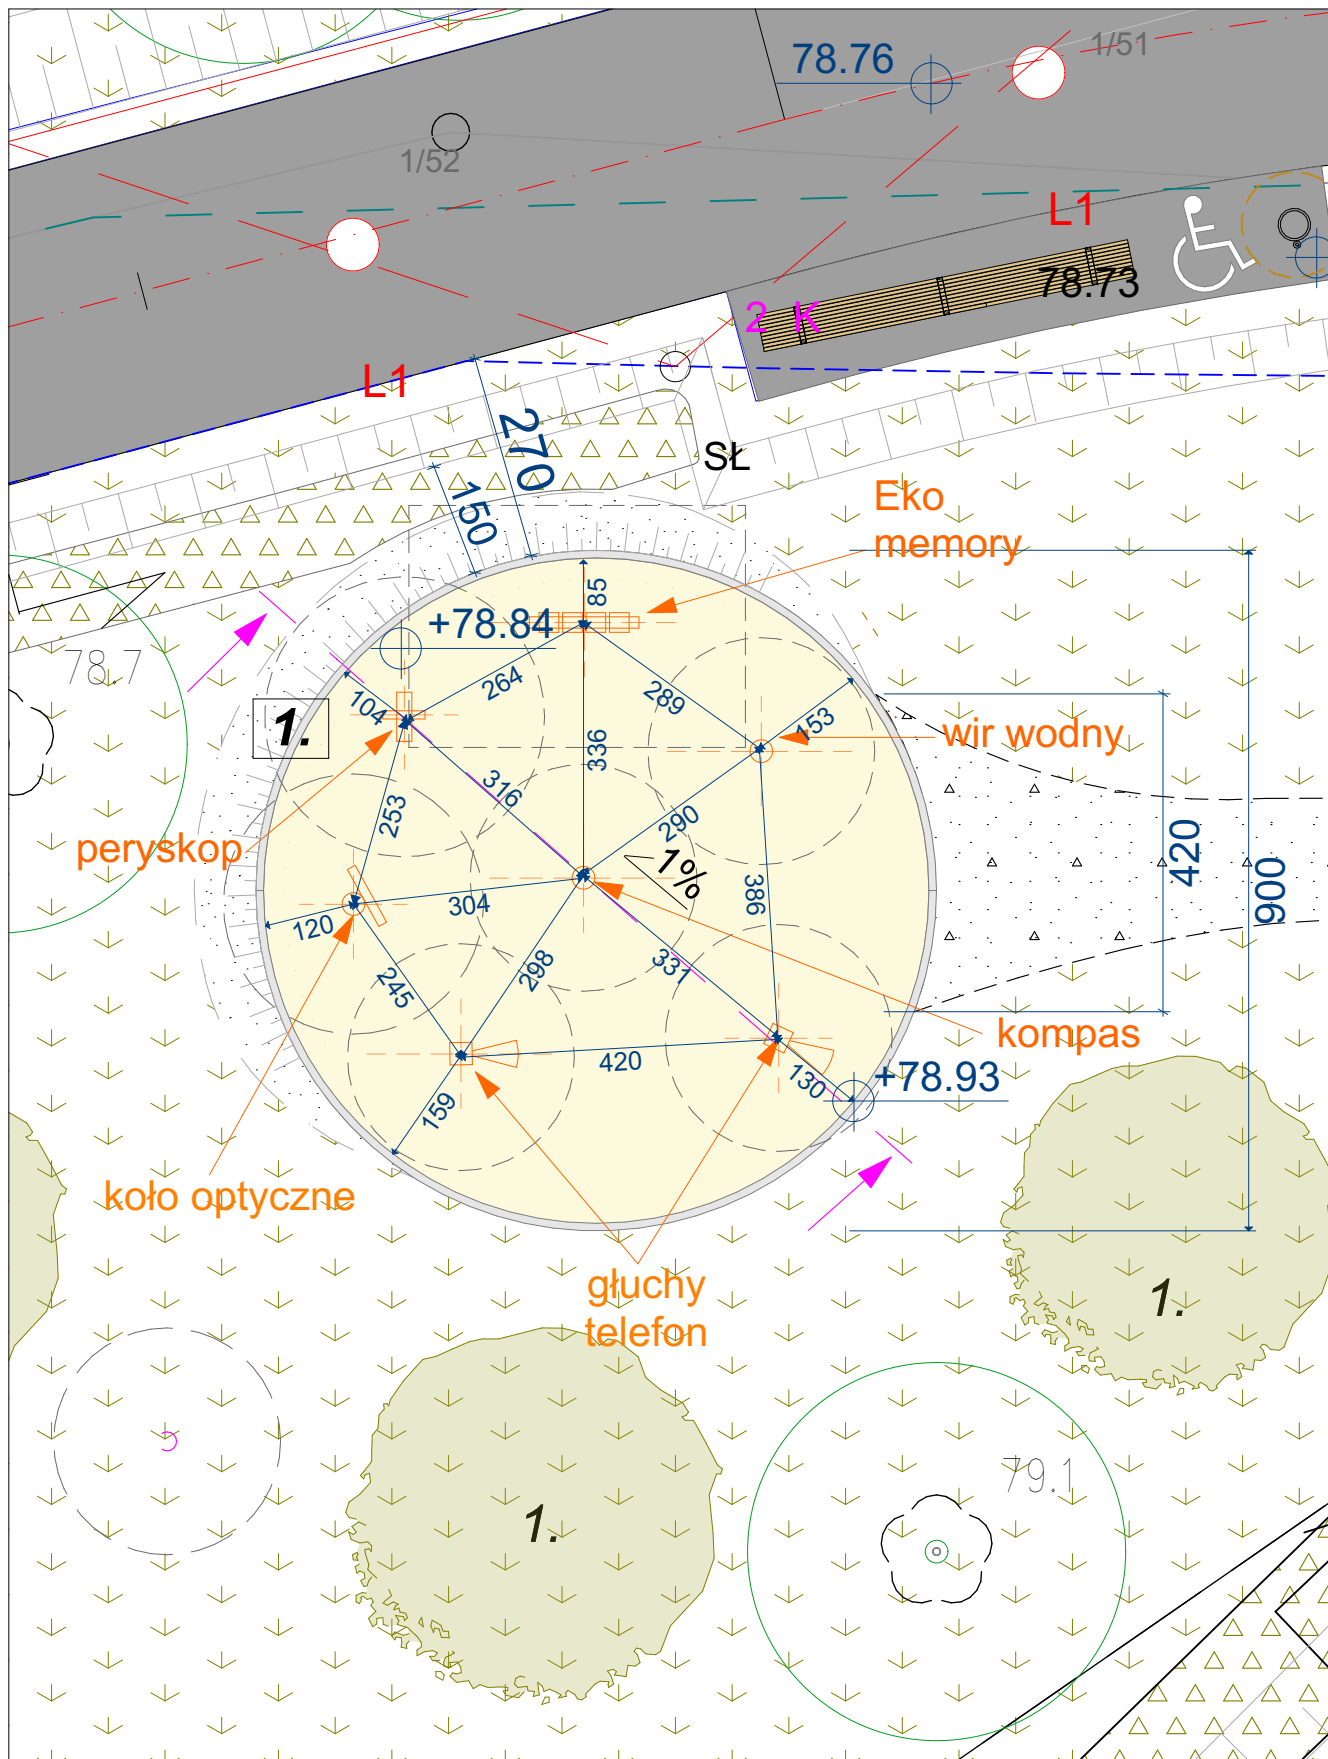 1/51
78.76
1/52
L1
78.73
2 K
L1
270
SŁ
150
Eko
memory
85
+78.84
78.7
264
289
104
153
1.
wir wodny
336
316
253
290
peryskop
1%
420
386
900
304
120
298
331
245
kompas
420
130
+78.93
159
koło optyczne
głuchy
telefon
1.
79.1
1.